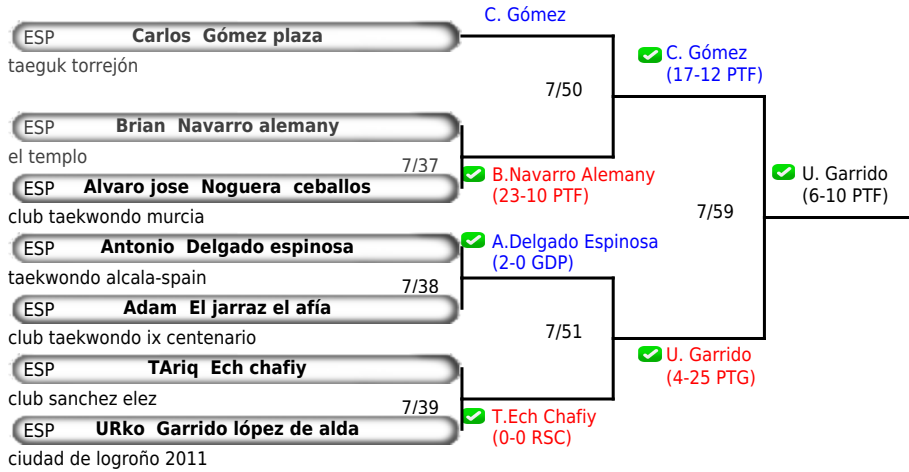 C. Gómez
ESP Carlos Gómez plaza
taeguk torrejón
C. Gómez
(17-12 PTF)
7/50
ESP Brian Navarro alemany
el templo
7/37
B.Navarro Alemany
(23-10 PTF)
ESP Alvaro jose Noguera ceballos
club taekwondo murcia
U. Garrido
(6-10 PTF)
7/59
ESP Antonio Delgado espinosa
taekwondo alcala-spain
A.Delgado Espinosa
(2-0 GDP)
7/38
ESP Adam El jarraz el afía
club taekwondo ix centenario
7/51
U. Garrido
(4-25 PTG)
ESP TAriq Ech chafiy
club sanchez elez
7/39
T.Ech Chafiy
(0-0 RSC)
ESP URko Garrido lópez de alda
ciudad de logroño 2011